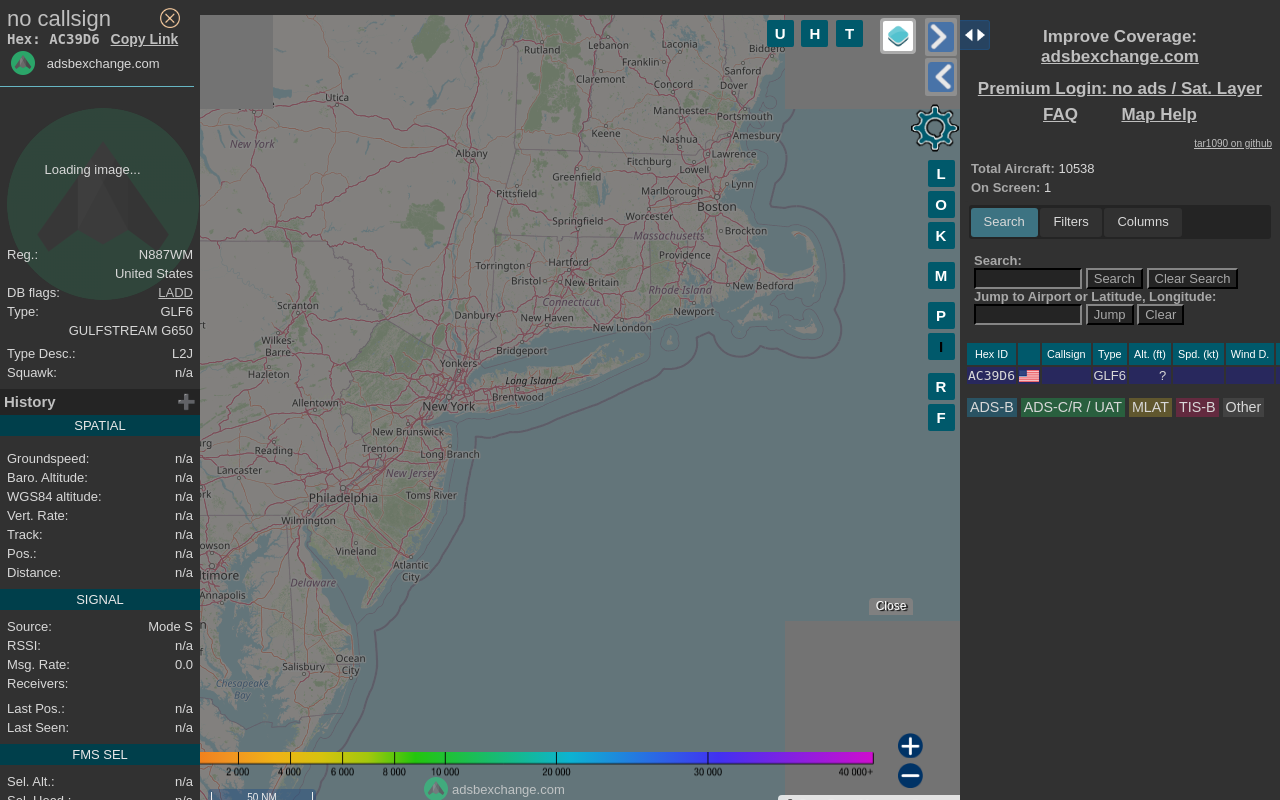 no callsign
Hex: AC39D6 Copy Link
adsbexchange.com
Loading image...
Reg.: N887WM
United States
DB flags: LADD
Type: GLF6
GULFSTREAM G650
Type Desc.: L2J
Squawk: n/a
History
SPATIAL
Groundspeed: n/a
Baro. Altitude: n/a
WGS84 altitude: n/a
Vert. Rate: n/a
Track: n/a
Pos.: n/a
Distance: n/a
SIGNAL
Source: Mode S
RSSI: n/a
Msg. Rate: 0.0
Receivers:
Last Pos.: n/a
Last Seen: n/a
FMS SEL
Sel. Alt.: n/a
Sel. Head.: n/a
U H T
L
O
K
M
P
I
R
F
Rutland
Lebanon
Laconia
Franklin
Sanford
Claremont
Concord
Dover
Utica
Manchester
Portsmouth
Keene
Nashua
Amesbury
New York
Albany
Fitchburg
Lawrence
Greenfield
Lowell
Pittsfield
Marlborough
Lynn
Worcester
Boston
Springfield
Massachusetts
Brockton
Providence
Torrington
Hartford
Bristol
New Britain
Rhode Island
New Bedford
Connecticut
Scranton
Danbury
New Haven
Newport
New London
Wilkes-Barre
Bridgeport
Yonkers
Hazleton
Long Island
Brentwood
Allentown
New York
New Brunswick
Reading
Trenton
Long Branch
Lancaster
New Jersey
Philadelphia
Toms River
Wilmington
Vineland
Atlantic City
Delaware
Annapolis
Ocean City
Salisbury
Chesapeake Bay
Close
2 000 4 000 6 000 8 000 10 000 20 000 30 000 40 000+
adsbexchange.com
50 NM
Improve Coverage:
adsbexchange.com
Premium Login: no ads / Sat. Layer
FAQ Map Help
tar1090 on github
Total Aircraft: 10538
On Screen: 1
Search Filters Columns
Search:
Search Clear Search
Jump to Airport or Latitude, Longitude:
Jump Clear
Hex ID Callsign Type Alt. (ft) Spd. (kt) Wind D.
AC39D6 GLF6 ?
ADS-B ADS-C/R / UAT MLAT TIS-B Other